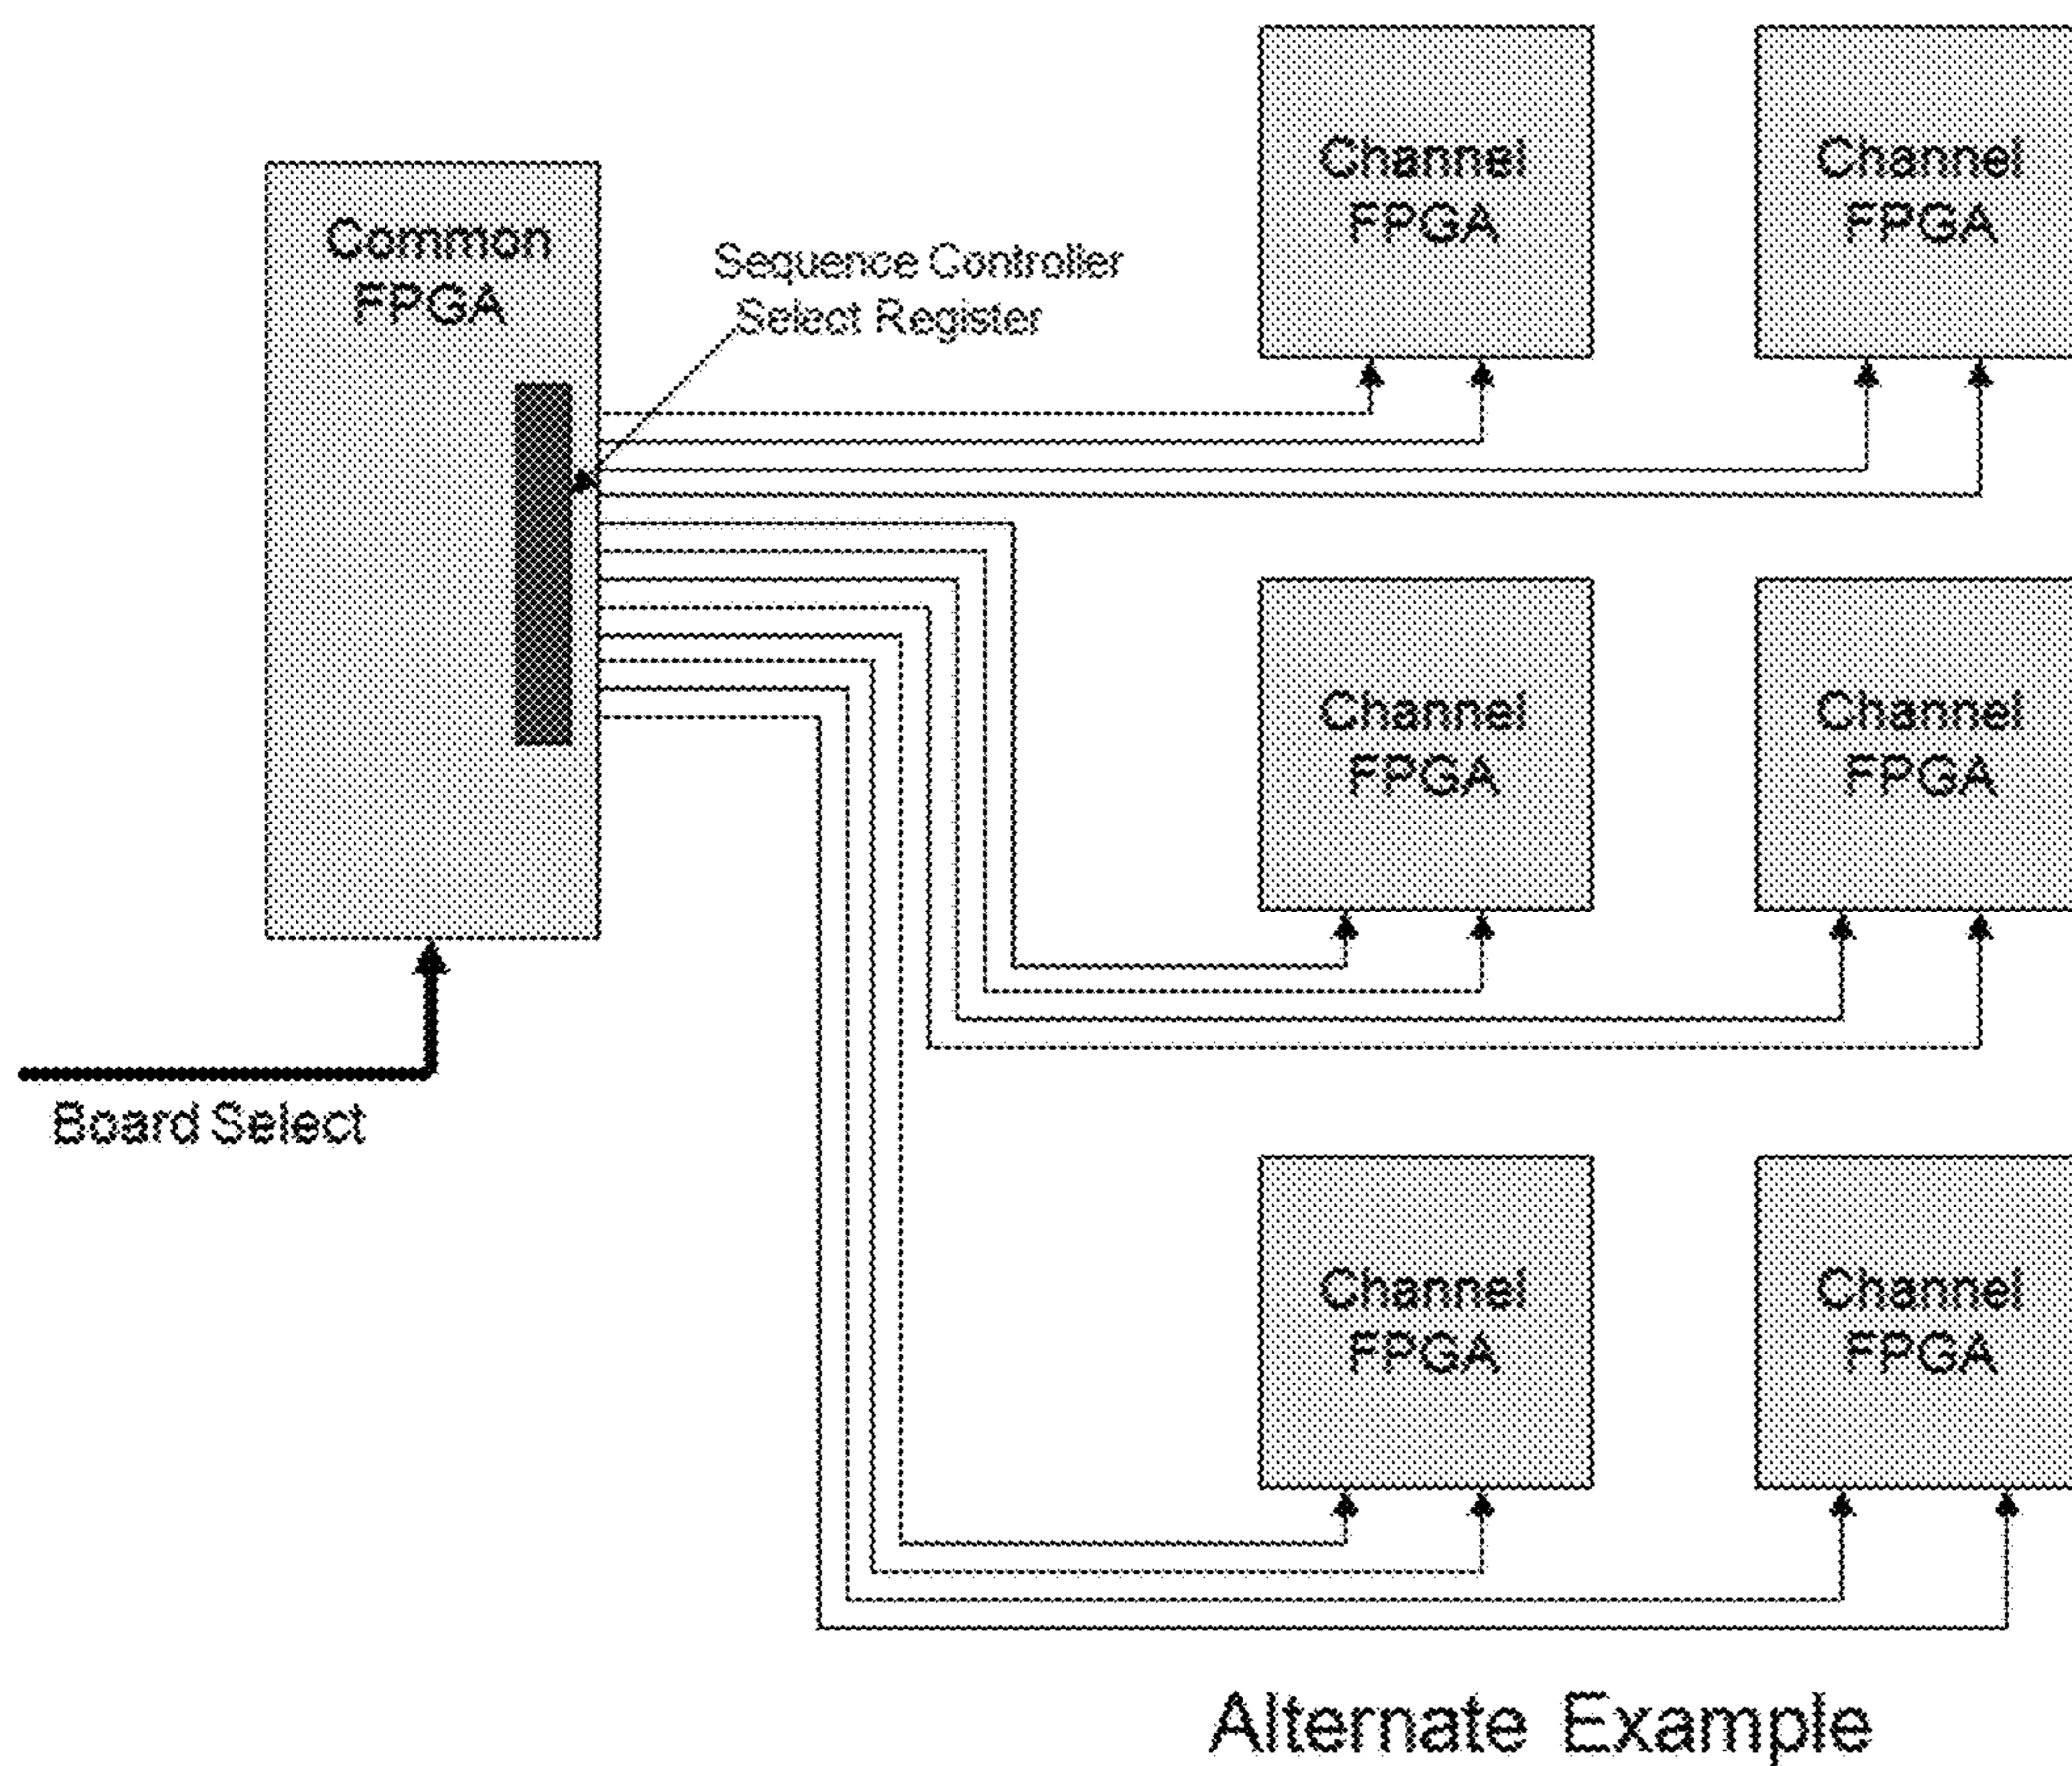 Channel
FPGA
Channel
FPGA
Common
FPGA
Sequence Controller
Select Register
Channel
FPGA
Channel
FPGA
Board Select
Channel
FPGA
Channel
FPGA
Alternate Example